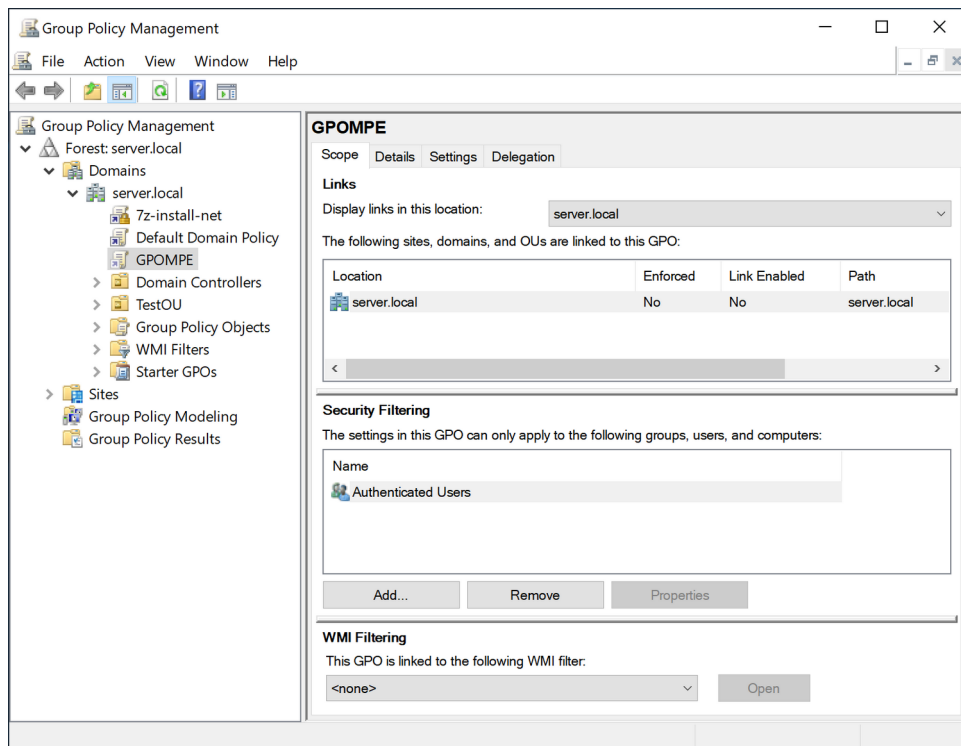 Group Policy Management
File Action View Window Help
Group Policy Management
Forest: server.local
Domains
server.local
7z-install-net
Default Domain Policy
GPOMPE
Domain Controllers
TestOU
Group Policy Objects
WMI Filters
Starter GPOs
Sites
Group Policy Modeling
Group Policy Results
GPOMPE
Scope Details Settings Delegation
Links
Display links in this location: server.local
The following sites, domains, and OUs are linked to this GPO:
Location Enforced Link Enabled Path
server.local No No server.local
Security Filtering
The settings in this GPO can only apply to the following groups, users, and computers:
Name
Authenticated Users
Add... Remove Properties
WMI Filtering
This GPO is linked to the following WMI filter:
<none> Open